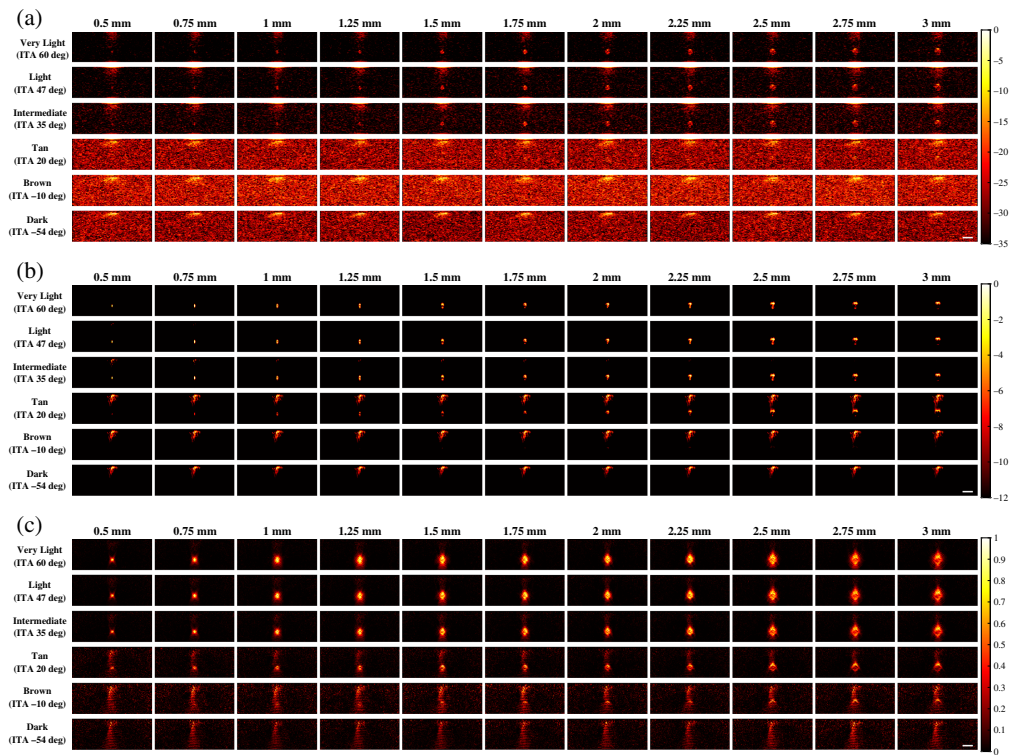 (a)
0.5 mm 0.75 mm 1 mm 1.25 mm 1.5 mm 1.75 mm 2 mm 2.25 mm 2.5 mm 2.75 mm 3 mm
Very Light
(ITA 60 deg)
Light
(ITA 47 deg)
Intermediate
(ITA 35 deg)
Tan
(ITA 20 deg)
Brown
(ITA −10 deg)
Dark
(ITA −54 deg)
0
−5
−10
−15
−20
−25
−30
−35
(b)
0.5 mm 0.75 mm 1 mm 1.25 mm 1.5 mm 1.75 mm 2 mm 2.25 mm 2.5 mm 2.75 mm 3 mm
Very Light
(ITA 60 deg)
Light
(ITA 47 deg)
Intermediate
(ITA 35 deg)
Tan
(ITA 20 deg)
Brown
(ITA −10 deg)
Dark
(ITA −54 deg)
0
−2
−4
−6
−8
−10
−12
(c)
0.5 mm 0.75 mm 1 mm 1.25 mm 1.5 mm 1.75 mm 2 mm 2.25 mm 2.5 mm 2.75 mm 3 mm
Very Light
(ITA 60 deg)
Light
(ITA 47 deg)
Intermediate
(ITA 35 deg)
Tan
(ITA 20 deg)
Brown
(ITA −10 deg)
Dark
(ITA −54 deg)
1
0.9
0.8
0.7
0.6
0.5
0.4
0.3
0.2
0.1
0